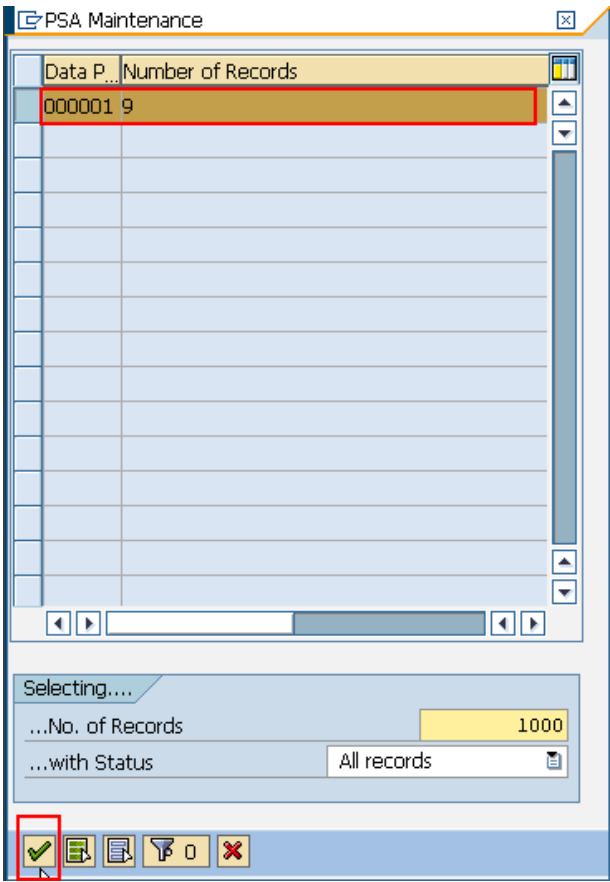 PSA Maintenance
Data P... Number of Records
000001 9
Selecting....
...No. of Records 1000
...with Status All records
0